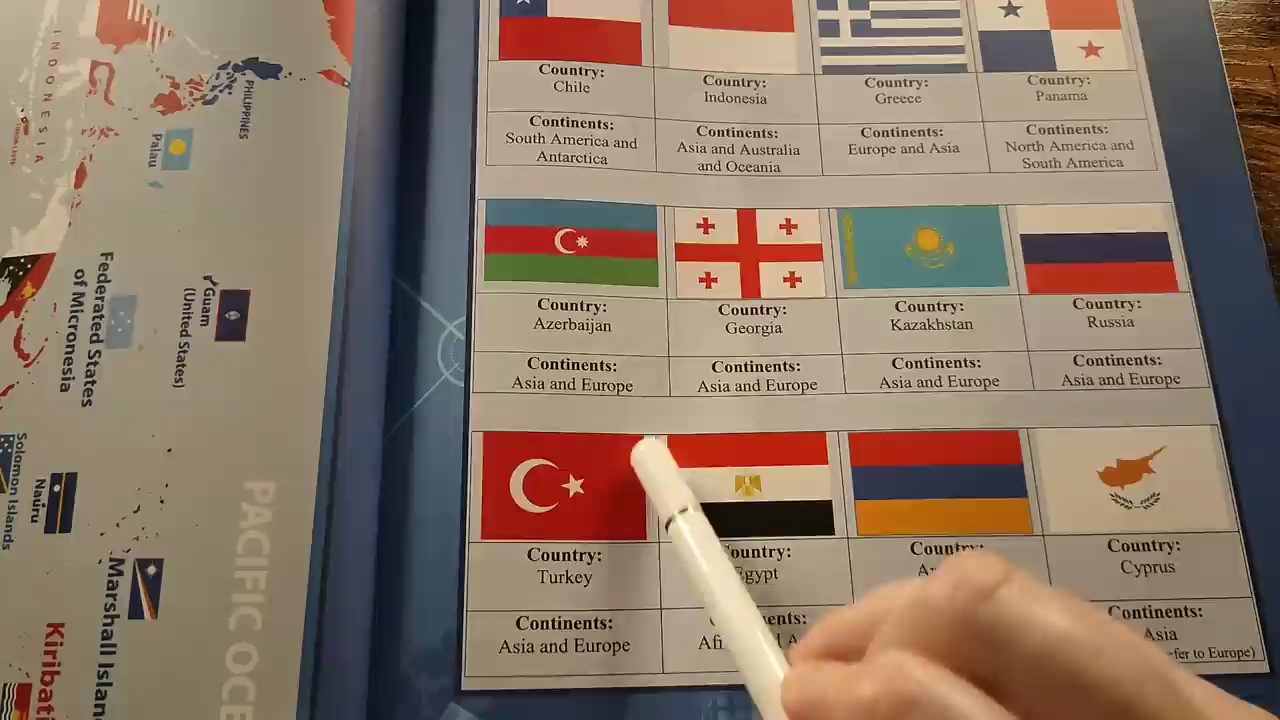 Country: Chile
Country: Indonesia
Country: Greece
Country: Panama
Continents: South America and Antarctica
Continents: Asia and Australia and Oceania
Continents: Europe and Asia
Continents: North America and South America
Country: Azerbaijan
Country: Georgia
Country: Kazakhstan
Country: Russia
Continents: Asia and Europe
Continents: Asia and Europe
Continents: Asia and Europe
Continents: Asia and Europe
Country: Turkey
Country: Egypt
Country:
Country: Cyprus
Continents: Asia and Europe
Continents: Asia
to Europe)
INDONESIA
PHILIPPINES
Palau
Federated States
of Micronesia
Guam
(United States)
Solomon Islands
Nauru
Marshall Islan
Kiribati
PACIFIC OCE